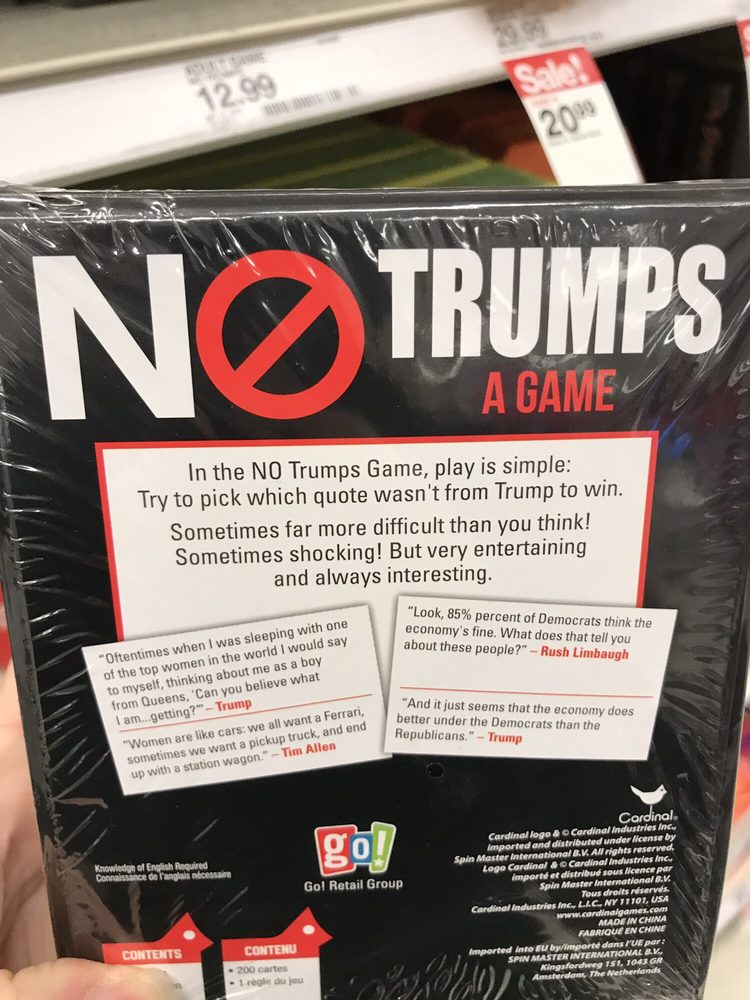 ADULT GAME
12.99
29.99
Sale!
20⁸⁹
NO TRUMPS
A GAME
In the NO Trumps Game, play is simple:
Try to pick which quote wasn't from Trump to win.
Sometimes far more difficult than you think!
Sometimes shocking! But very entertaining
and always interesting.
"Oftentimes when I was sleeping with one
of the top women in the world I would say
to myself, thinking about me as a boy
from Queens, 'Can you believe what
I am...getting?'" – Trump
"Women are like cars: we all want a Ferrari,
sometimes we want a pickup truck, and end
up with a station wagon." – Tim Allen
"Look, 85% percent of Democrats think the
economy's fine. What does that tell you
about these people?" – Rush Limbaugh
"And it just seems that the economy does
better under the Democrats than the
Republicans." – Trump
Knowledge of English Required
Connaissance de l'anglais nécessaire
go!
Go! Retail Group
Cardinal®
Cardinal logo & © Cardinal Industries Inc.,
imported and distributed under license by
Spin Master International B.V. All rights reserved.
Logo Cardinal & © Cardinal Industries Inc.,
importé et distribué sous licence par
Spin Master International B.V.
Tous droits réservés.
Cardinal Industries Inc., L.I.C., NY 11101, USA
www.cardinalgames.com
MADE IN CHINA
FABRIQUÉ EN CHINE
Imported into EU by/importé dans l'UE par :
SPIN MASTER INTERNATIONAL B.V.,
Kingsfordweg 151, 1043 GR
Amsterdam, The Netherlands
CONTENTS
CONTENU
• 200 cartes
• 1 règle du jeu